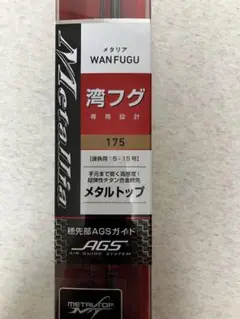 Metallia
メタリア
WANFUGU
湾フグ
専用設計
175
【錘負荷：5-15号】
手元まで響く高感度！
超弾性チタン合金穂先
メタルトップ
穂先部AGSガイド
AGS
AIR GUIDE SYSTEM
METAL TOP